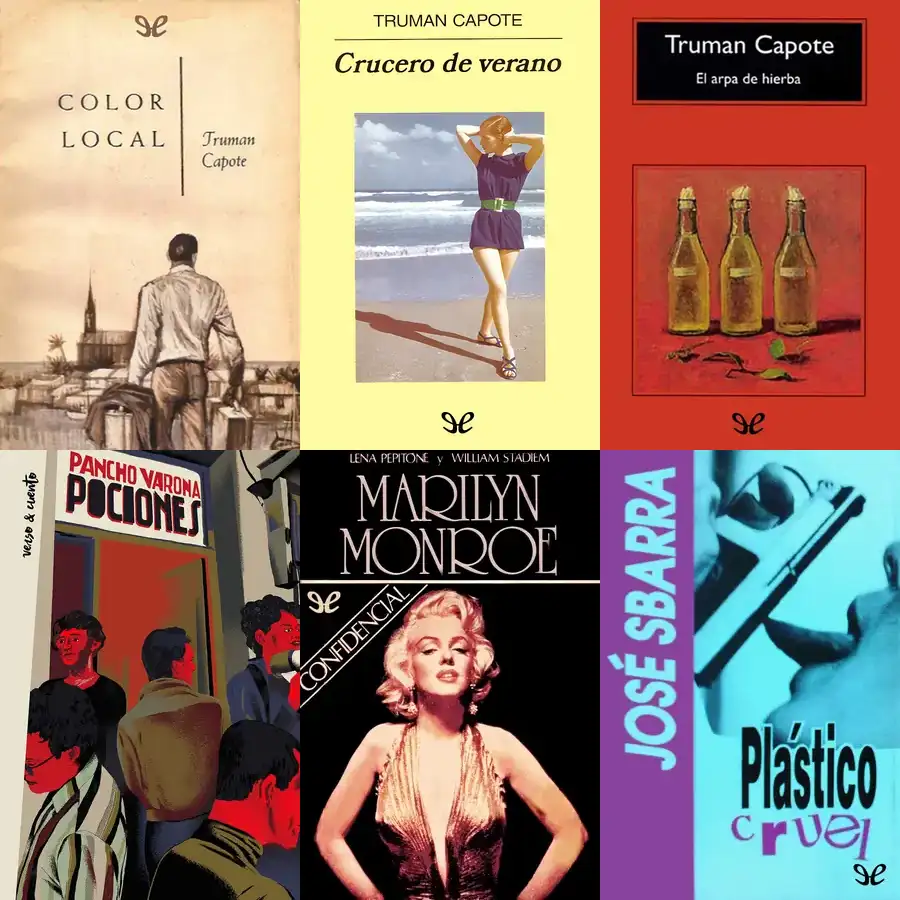 COLOR
LOCAL
Truman
Capote
TRUMAN CAPOTE
Crucero de verano
Truman Capote
El arpa de hierba
verso & cuento
PANCHO VARONA
POCIONES
LENA PEPITONE y WILLIAM STADIEM
MARILYN
MONROE
CONFIDENCIAL
JOSÉ SBARRA
Plástico
cruel